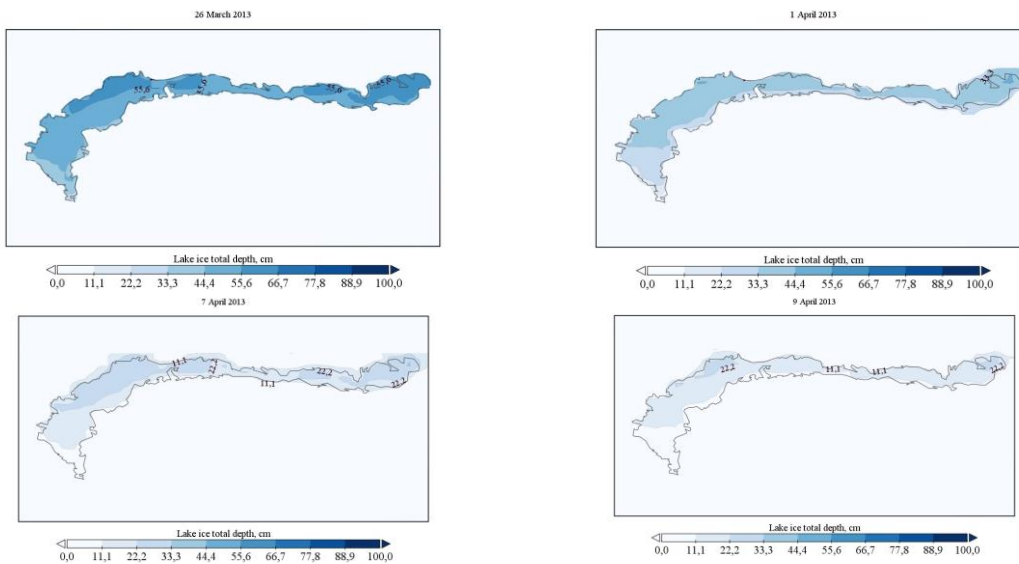 26 March 2013
55,6 55,6 55,6 55,6
Lake ice total depth, cm
0,0 11,1 22,2 33,3 44,4 55,6 66,7 77,8 88,9 100,0
1 April 2013
33,3
Lake ice total depth, cm
0,0 11,1 22,2 33,3 44,4 55,6 66,7 77,8 88,9 100,0
7 April 2013
11,1 22,2 22,2
11,1 22,2
Lake ice total depth, cm
0,0 11,1 22,2 33,3 44,4 55,6 66,7 77,8 88,9 100,0
9 April 2013
22,2 11,1 11,1 22,2
Lake ice total depth, cm
0,0 11,1 22,2 33,3 44,4 55,6 66,7 77,8 88,9 100,0